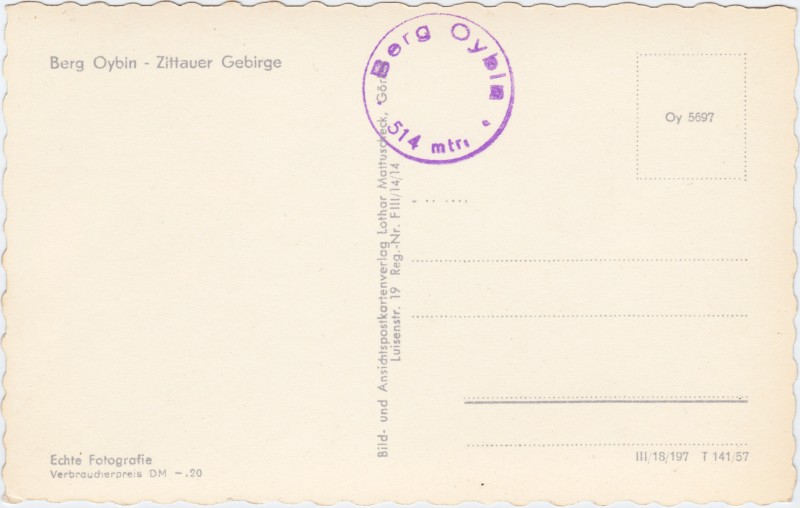 Berg Oybin - Zittauer Gebirge
Berg Oybin
514 mtr.
Oy 5697
Bild- und Ansichtspostkartenverlag Lothar Mattuscheck, Gör
Luisenstr. 19 Reg.-Nr. FIII/14/14
Echte Fotografie
Verbraucherpreis DM -.20
III/18/197 T 141/57